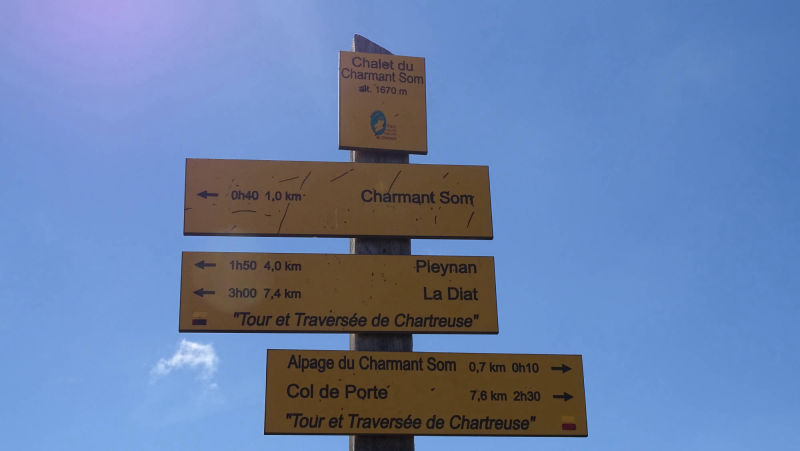 Chalet du
Charmant Som
alt. 1670 m
← 0h40 1,0 km Charmant Som
← 1h50 4,0 km Pleynan
← 3h00 7,4 km La Diat
"Tour et Traversée de Chartreuse"
Alpage du Charmant Som 0,7 km 0h10 →
Col de Porte 7,6 km 2h30 →
"Tour et Traversée de Chartreuse"